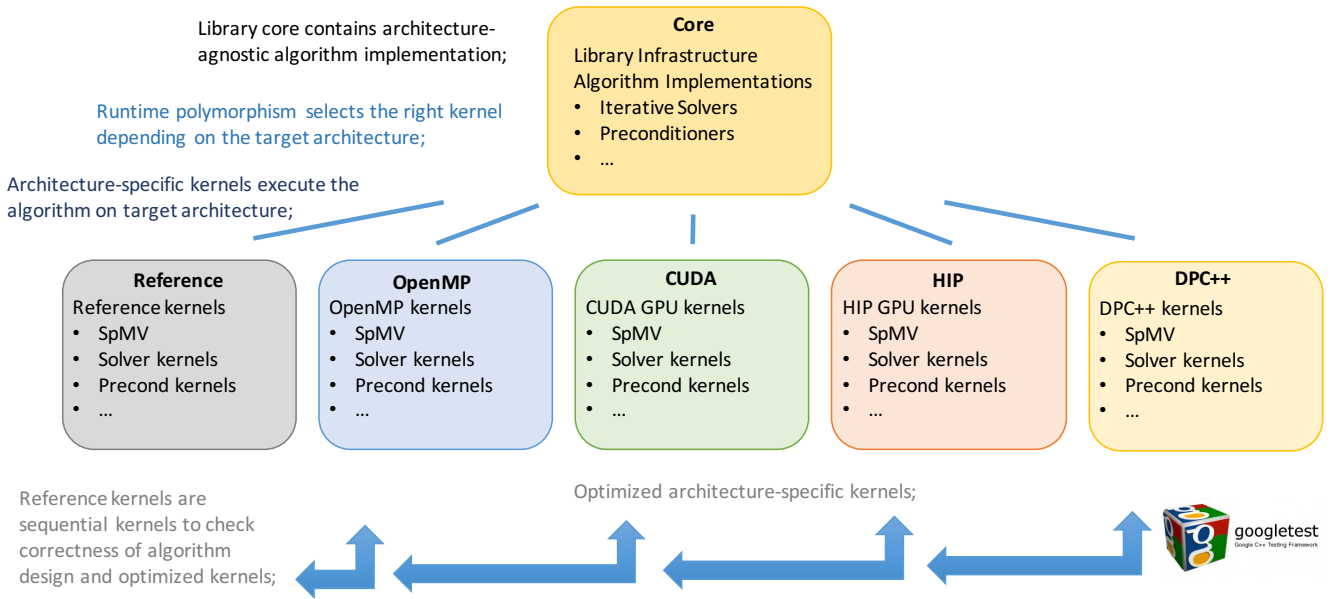 Library core contains architecture-
agnostic algorithm implementation;
Runtime polymorphism selects the right kernel
depending on the target architecture;
Architecture-specific kernels execute the
algorithm on target architecture;
Core
Library Infrastructure
Algorithm Implementations
• Iterative Solvers
• Preconditioners
• ...
Reference
Reference kernels
• SpMV
• Solver kernels
• Precond kernels
• ...
OpenMP
OpenMP kernels
• SpMV
• Solver kernels
• Precond kernels
• ...
CUDA
CUDA GPU kernels
• SpMV
• Solver kernels
• Precond kernels
• ...
HIP
HIP GPU kernels
• SpMV
• Solver kernels
• Precond kernels
• ...
DPC++
DPC++ kernels
• SpMV
• Solver kernels
• Precond kernels
• ...
Reference kernels are
sequential kernels to check
correctness of algorithm
design and optimized kernels;
Optimized architecture-specific kernels;
googletest
Google C++ Testing Framework